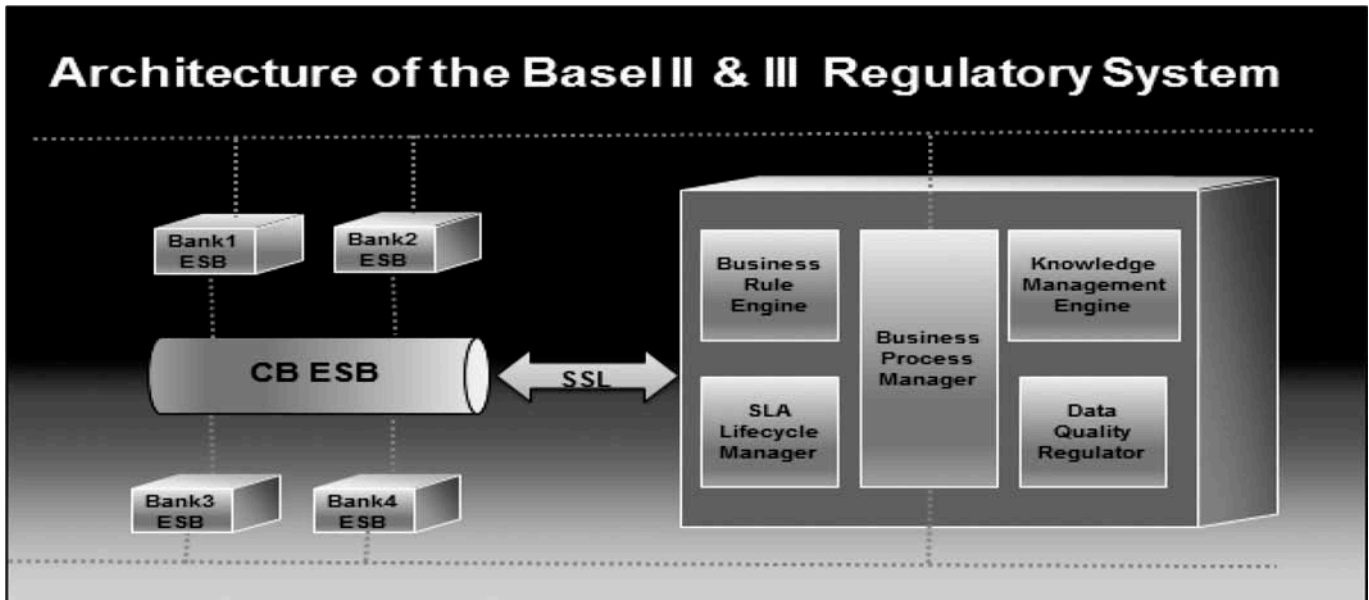 Architecture of the Basel II & III Regulatory System
Bank1
ESB
Bank2
ESB
CB ESB
Bank3
ESB
Bank4
ESB
SSL
Business
Rule
Engine
SLA
Lifecycle
Manager
Business
Process
Manager
Knowledge
Management
Engine
Data
Quality
Regulator